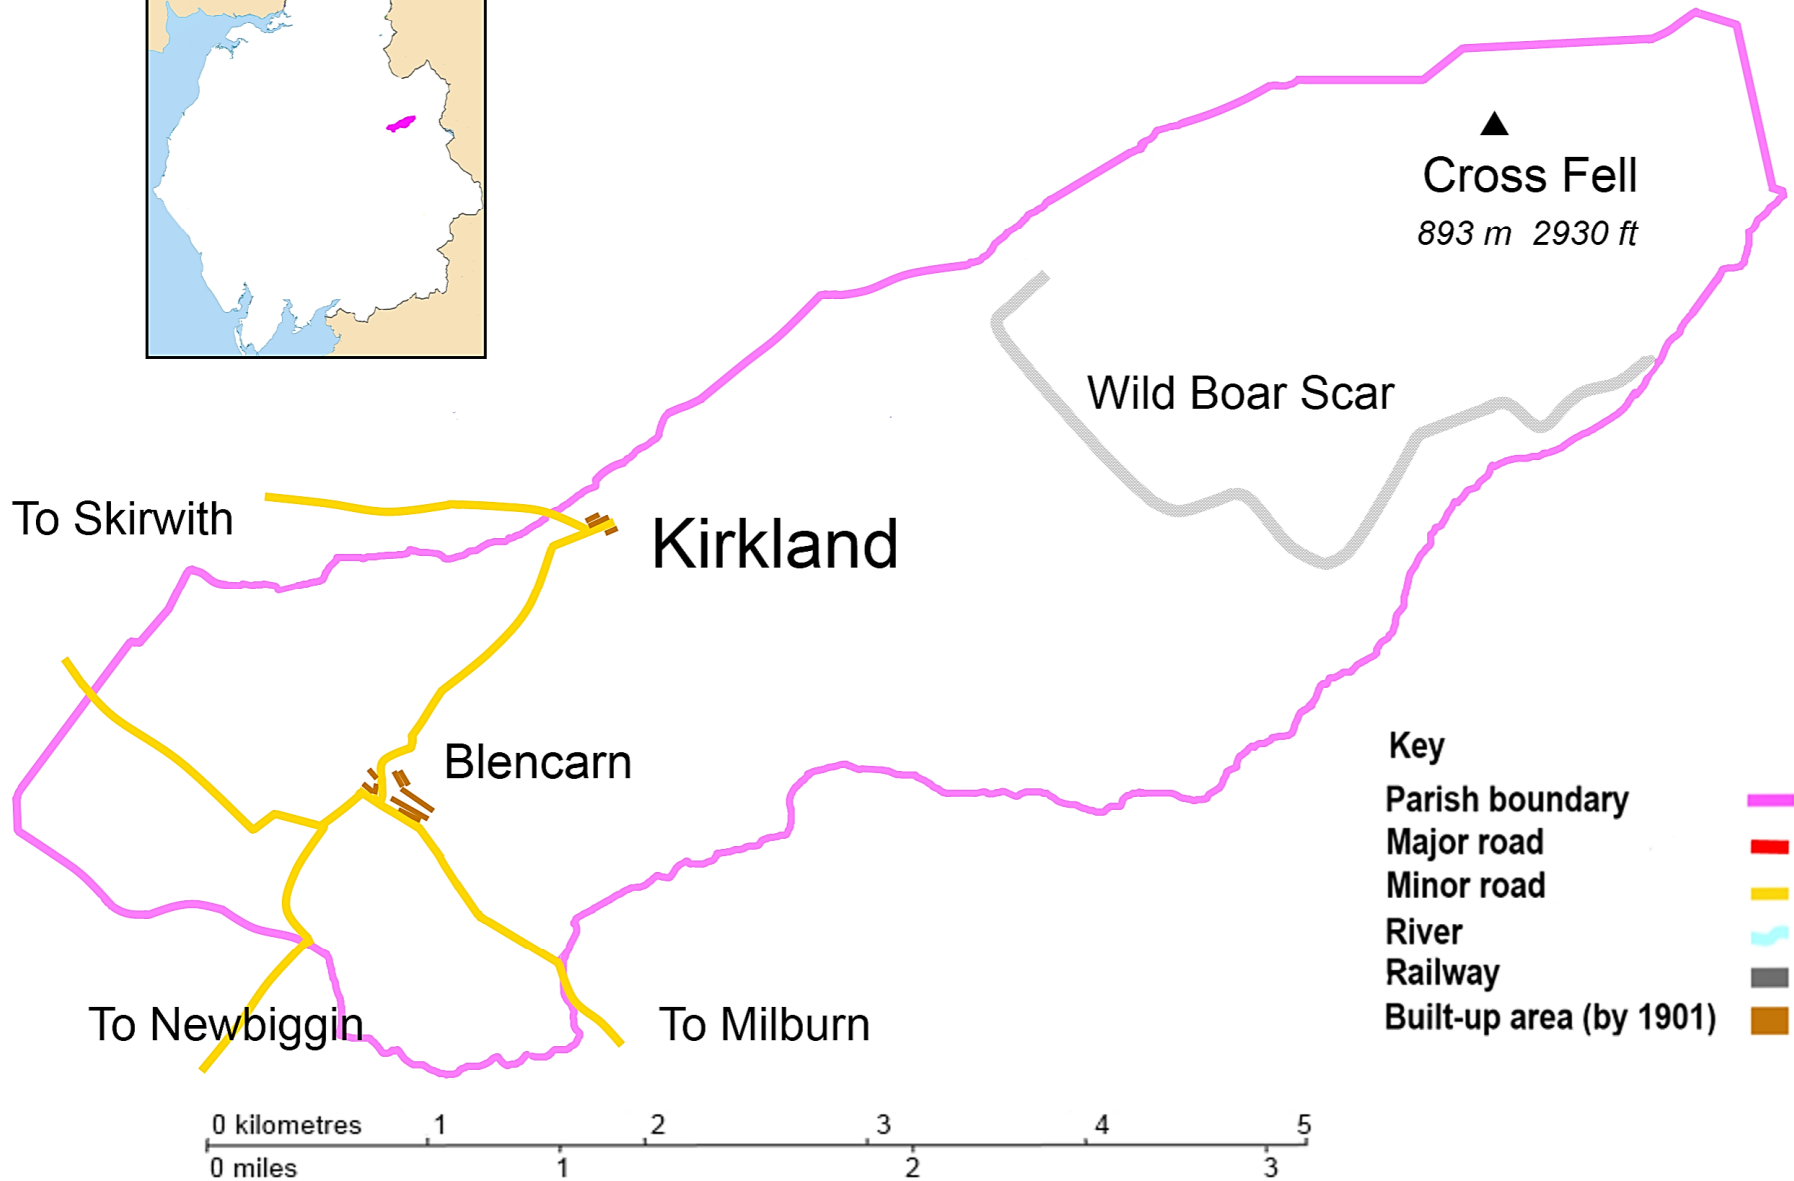 Cross Fell
893 m 2930 ft
Wild Boar Scar
To Skirwith
Kirkland
Blencarn
To Newbiggin
To Milburn
Key
Parish boundary
Major road
Minor road
River
Railway
Built-up area (by 1901)
0 kilometres 1 2 3 4 5
0 miles 1 2 3